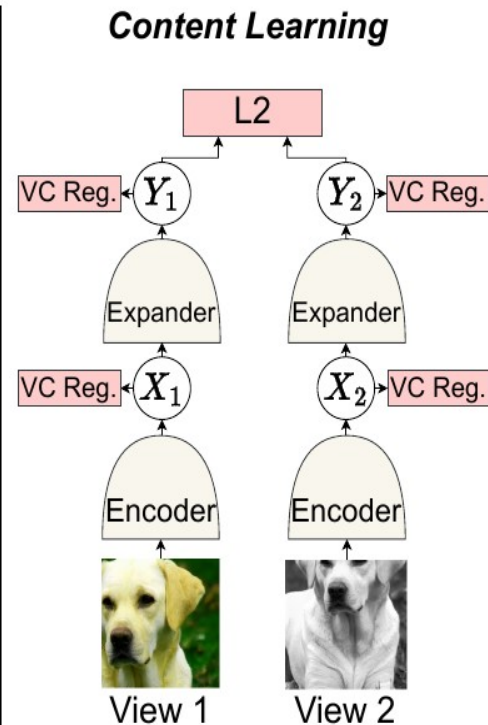 Content Learning
L2
VC Reg. Y₁ Y₂ VC Reg.
Expander Expander
VC Reg. X₁ X₂ VC Reg.
Encoder Encoder
View 1 View 2